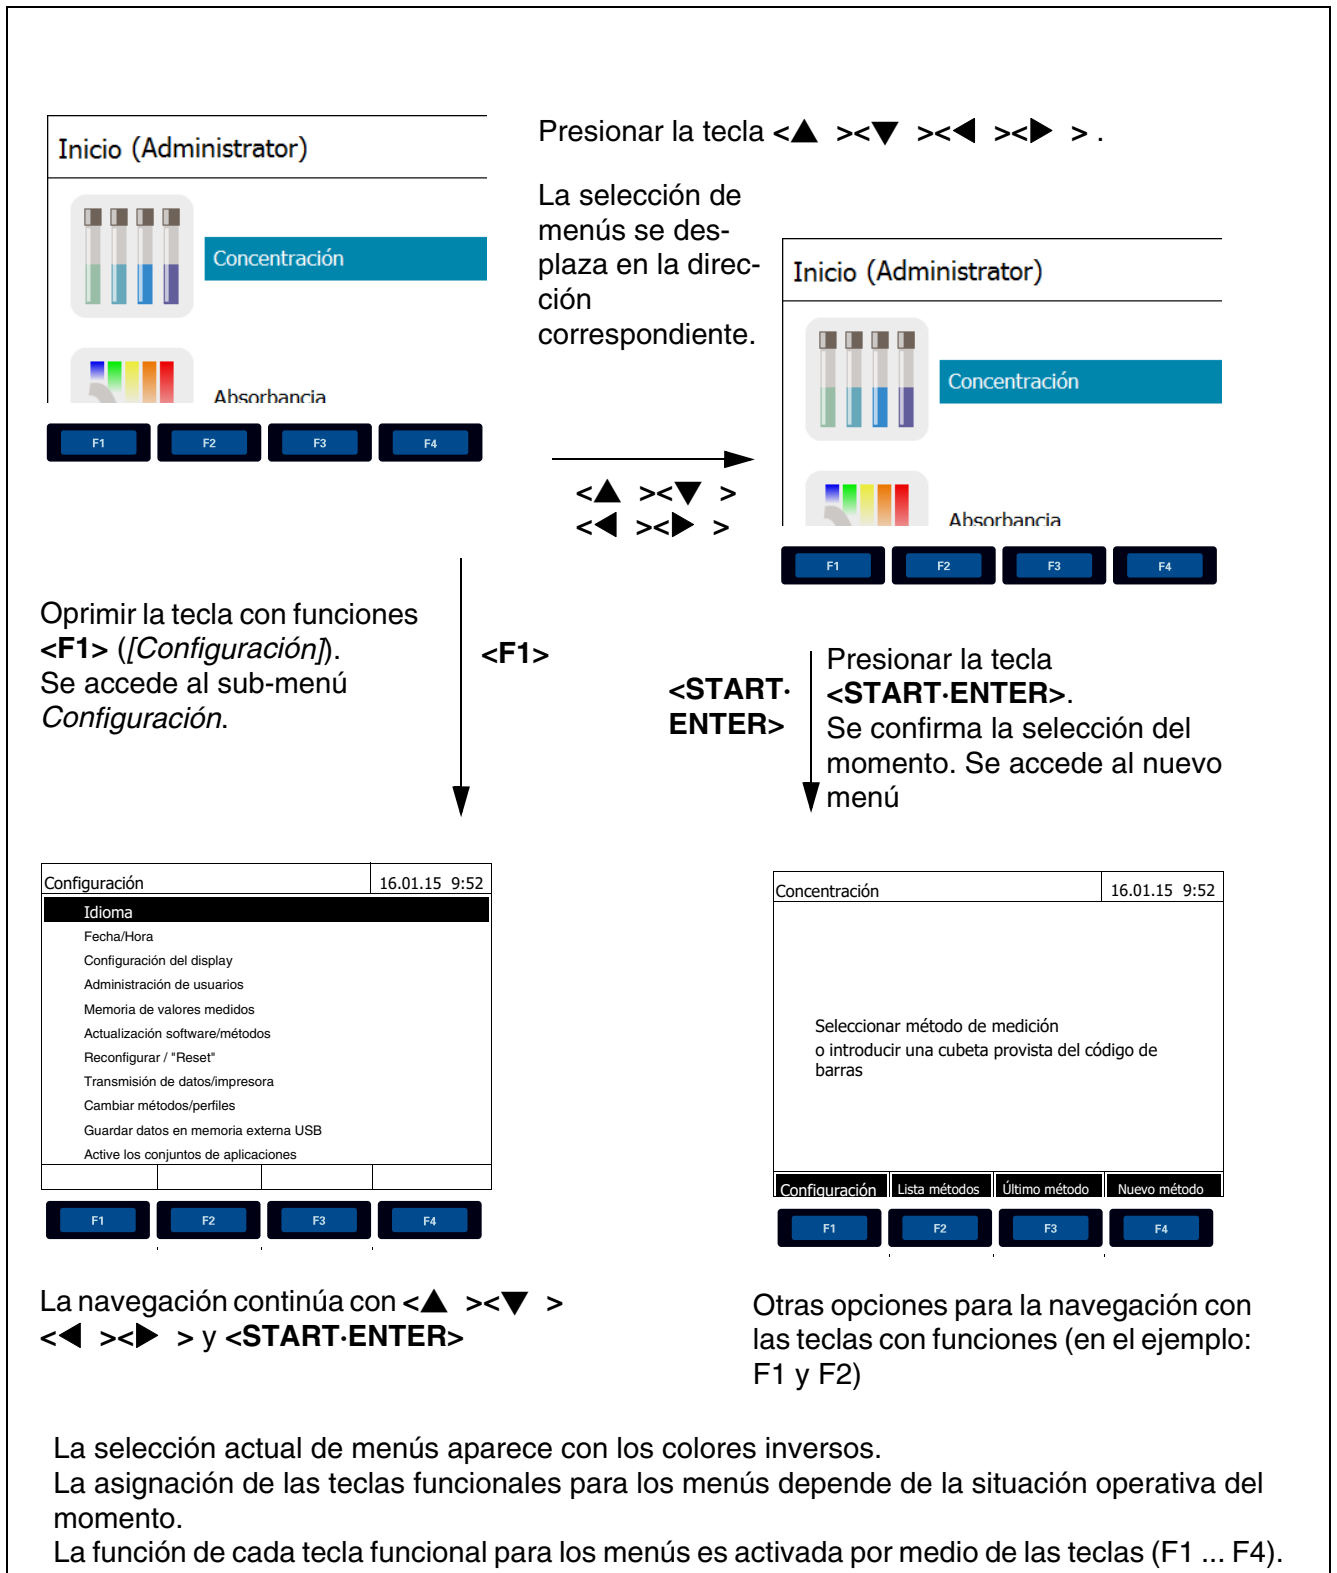 Inicio (Administrator)
Concentración
Absorbancia
F1 F2 F3 F4
Presionar la tecla <▲ ><▼ ><◀ ><▶ > .
La selección de
menús se des-
plaza en la direc-
ción
correspondiente.
<▲ ><▼ >
<◀ ><▶ >
Inicio (Administrator)
Concentración
Absorbancia
F1 F2 F3 F4
Oprimir la tecla con funciones
<F1> ([Configuración]).
Se accede al sub-menú
Configuración.
<F1>
<START·
ENTER>
Presionar la tecla
<START·ENTER>.
Se confirma la selección del
momento. Se accede al nuevo
menú
Configuración 16.01.15 9:52
Idioma
Fecha/Hora
Configuración del display
Administración de usuarios
Memoria de valores medidos
Actualización software/métodos
Reconfigurar / "Reset"
Transmisión de datos/impresora
Cambiar métodos/perfiles
Guardar datos en memoria externa USB
Active los conjuntos de aplicaciones
F1 F2 F3 F4
Concentración 16.01.15 9:52
Seleccionar método de medición
o introducir una cubeta provista del código de
barras
Configuración Lista métodos Último método Nuevo método
F1 F2 F3 F4
La navegación continúa con <▲ ><▼ >
<◀ ><▶ > y <START·ENTER>
Otras opciones para la navegación con
las teclas con funciones (en el ejemplo:
F1 y F2)
La selección actual de menús aparece con los colores inversos.
La asignación de las teclas funcionales para los menús depende de la situación operativa del
momento.
La función de cada tecla funcional para los menús es activada por medio de las teclas (F1 ... F4).